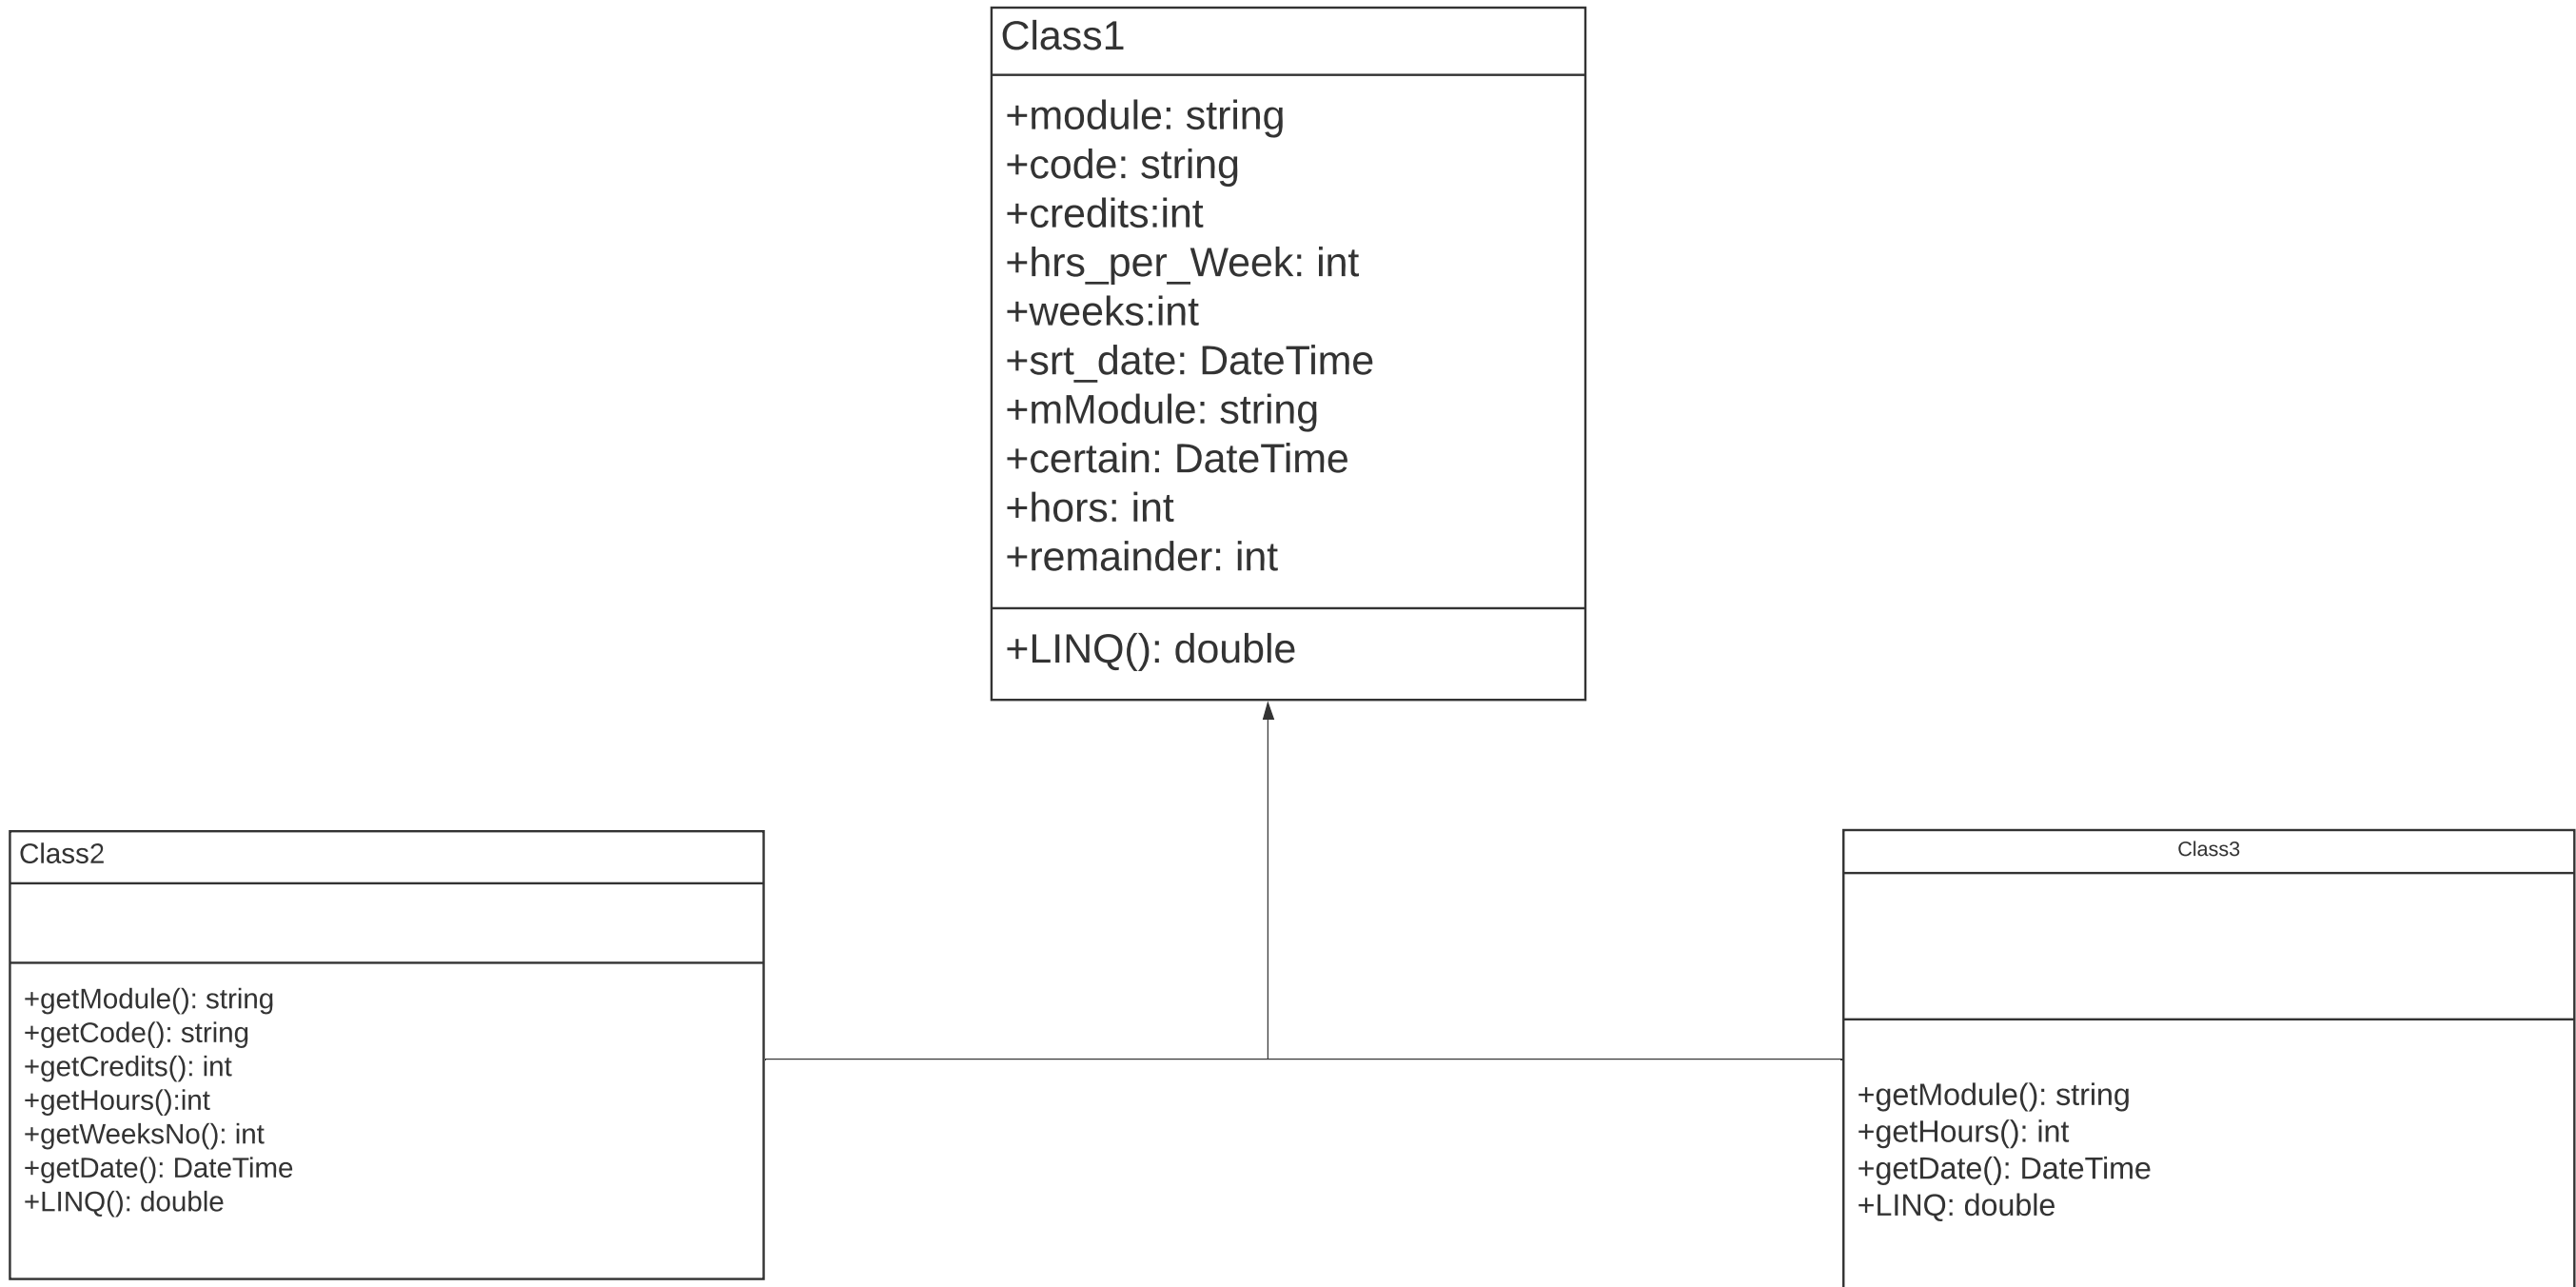 Class1
+module: string
+code: string
+credits:int
+hrs_per_Week: int
+weeks:int
+srt_date: DateTime
+mModule: string
+certain: DateTime
+hors: int
+remainder: int
+LINQ(): double
Class2
+getModule(): string
+getCode(): string
+getCredits(): int
+getHours():int
+getWeeksNo(): int
+getDate(): DateTime
+LINQ(): double
Class3
+getModule(): string
+getHours(): int
+getDate(): DateTime
+LINQ: double